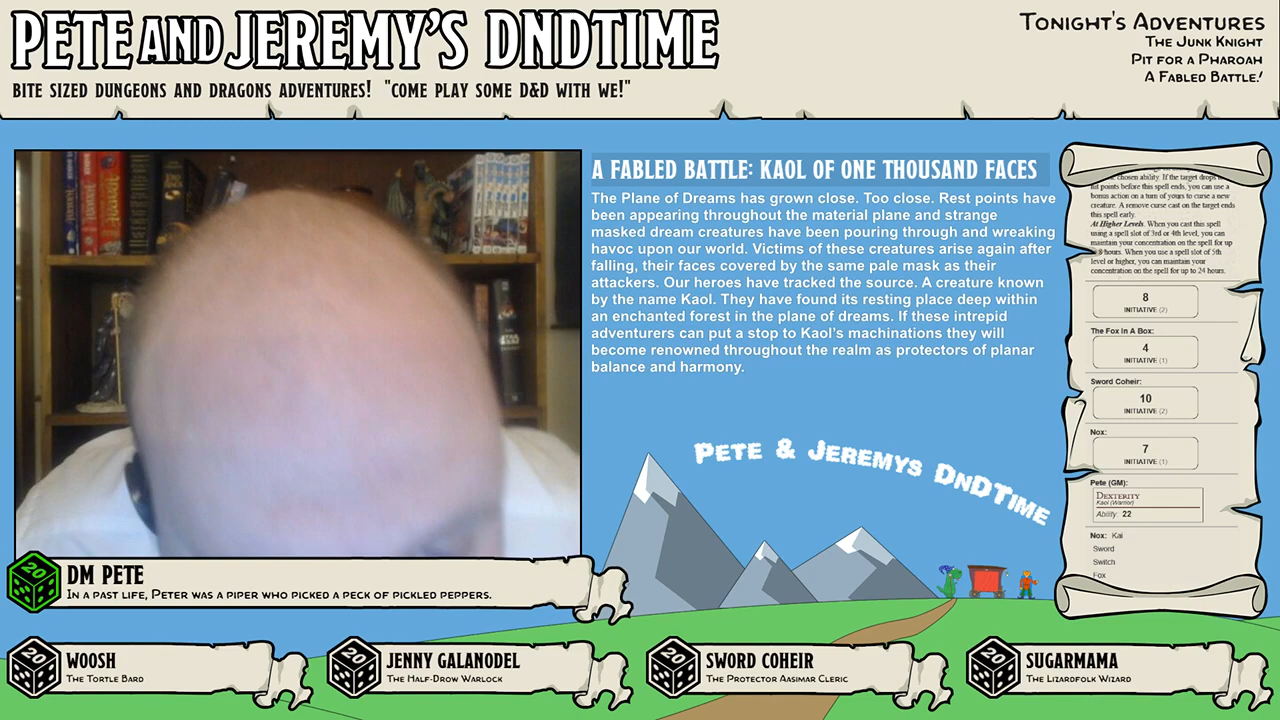 PETE AND JEREMY'S DNDTIME
BITE SIZED DUNGEONS AND DRAGONS ADVENTURES! "COME PLAY SOME D&D WITH WE!"
TONIGHT'S ADVENTURES
THE JUNK KNIGHT
PIT FOR A PHAROAH
A FABLED BATTLE!
A FABLED BATTLE: KAOL OF ONE THOUSAND FACES
The Plane of Dreams has grown close. Too close. Rest points have
been appearing throughout the material plane and strange
masked dream creatures have been pouring through and wreaking
havoc upon our world. Victims of these creatures arise again after
falling, their faces covered by the same pale mask as their
attackers. Our heroes have tracked the source. A creature known
by the name Kaol. They have found its resting place deep within
an enchanted forest in the plane of dreams. If these intrepid
adventurers can put a stop to Kaol's machinations they will
become renowned throughout the realm as protectors of planar
balance and harmony.
chosen ability. If the target drops
points before this spell ends, you can use a
bonus action on a turn of yours to curse a new
creature. A remove curse cast on the target ends
this spell early.
At Higher Levels. When you cast this spell
using a spell slot of 3rd or 4th level, you can
maintain your concentration on the spell for up
8 hours. When you use a spell slot of 5th
level or higher, you can maintain your
concentration on the spell for up to 24 hours.
8
INITIATIVE (2)
The Fox In A Box:
4
INITIATIVE (1)
Sword Coheir:
10
INITIATIVE (2)
Nox:
7
INITIATIVE (1)
Pete (GM):
DEXTERITY
Kaol (Warrior)
Ability: 22
Nox: Kai
Sword
Switch
Fox
PETE & JEREMYS DNDTIME
STAR WARS
20
DM PETE
IN A PAST LIFE, PETER WAS A PIPER WHO PICKED A PECK OF PICKLED PEPPERS.
20
WOOSH
THE TORTLE BARD
20
JENNY GALANODEL
THE HALF-DROW WARLOCK
20
SWORD COHEIR
THE PROTECTOR AASIMAR CLERIC
20
SUGARMAMA
THE LIZARDFOLK WIZARD